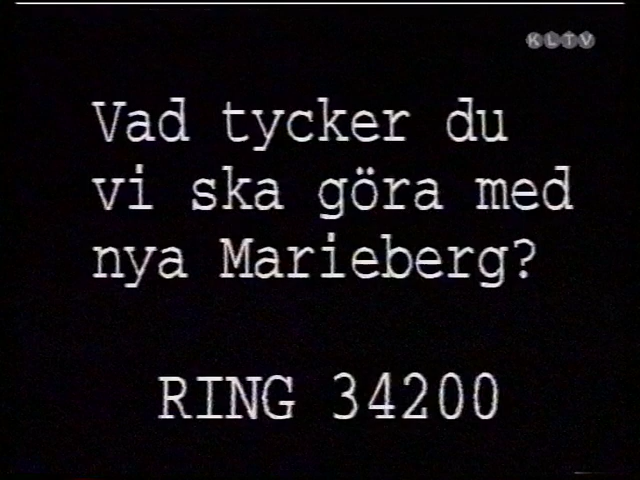 KLTV
Vad tycker du
vi ska göra med
nya Marieberg?
RING 34200